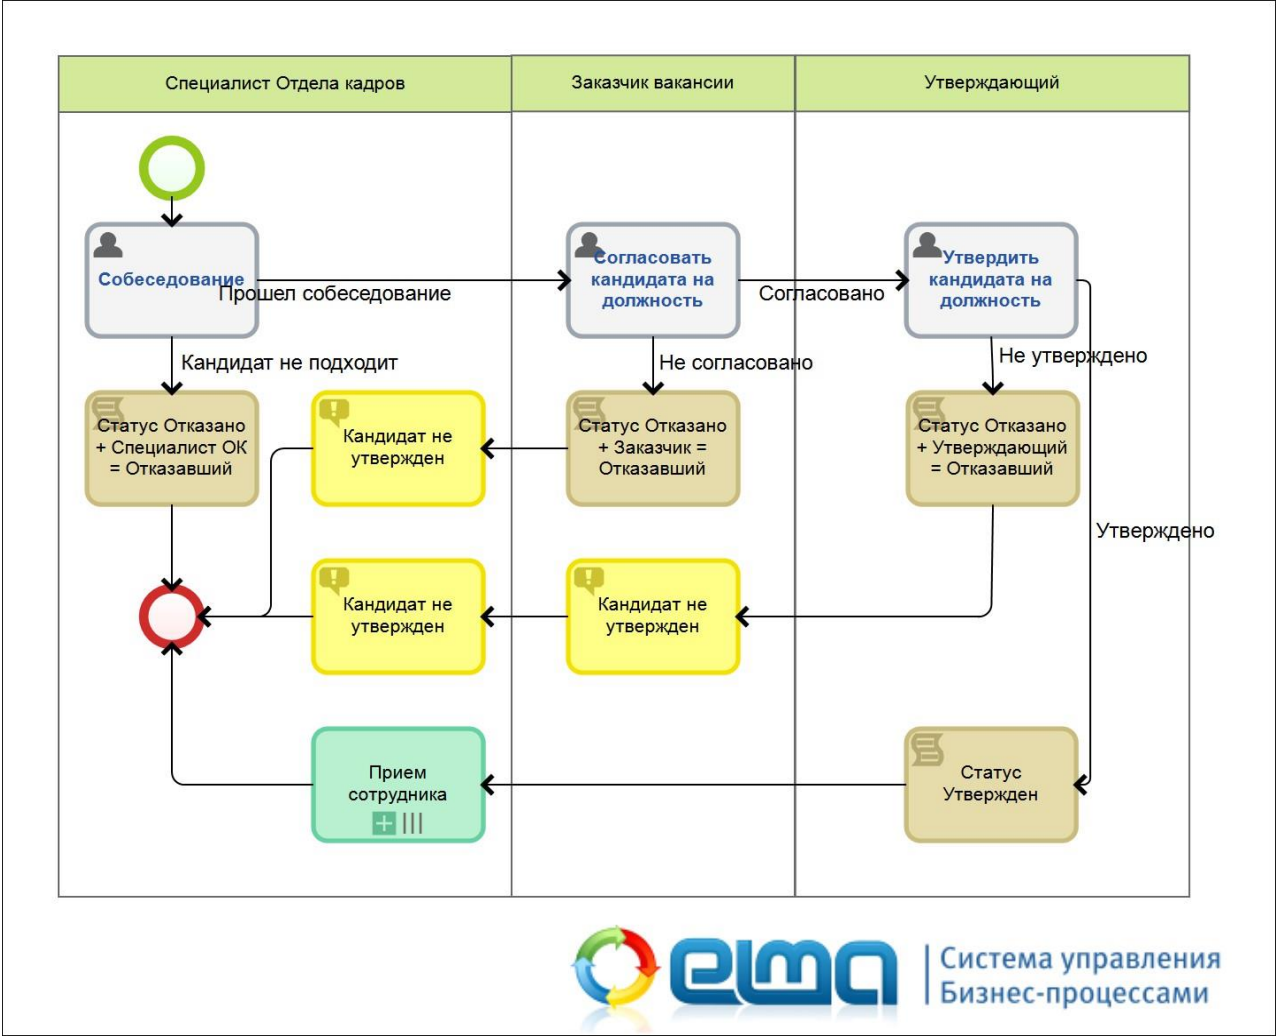 Специалист Отдела кадров
Заказчик вакансии
Утверждающий
Собеседование
Прошел собеседование
Согласовать
кандидата на
должность
Согласовано
Утвердить
кандидата на
должность
Кандидат не подходит
Не согласовано
Не утверждено
Статус Отказано
+ Специалист ОК
= Отказавший
Кандидат не
утвержден
Статус Отказано
+ Заказчик =
Отказавший
Статус Отказано
+ Утверждающий
= Отказавший
Утверждено
Кандидат не
утвержден
Кандидат не
утвержден
Прием
сотрудника
Статус
Утвержден
elma
Система управления
Бизнес-процессами